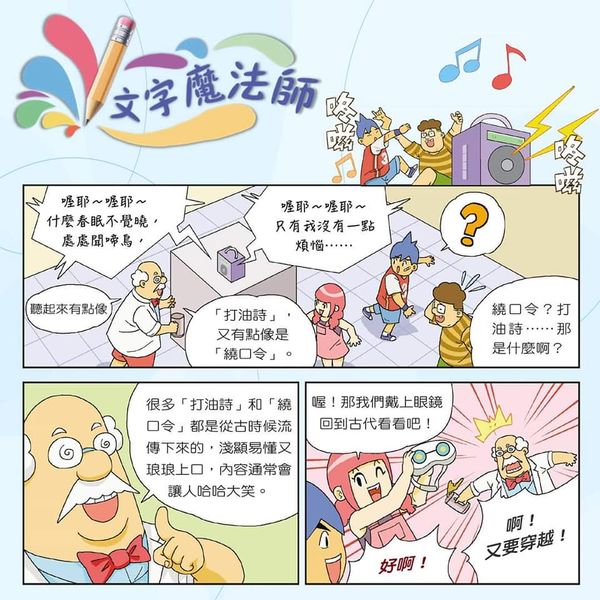 文字魔法師
咚
嗞
咚
嗞
喔耶～喔耶～
什麼春眠不覺曉，
處處聞啼鳥，
喔耶～喔耶～
只有我沒有一點
煩惱……
?
聽起來有點像
「打油詩」，
又有點像是
「繞口令」。
繞口令？打
油詩……那
是什麼啊？
很多「打油詩」和「繞
口令」都是從古時候流
傳下來的，淺顯易懂又
琅琅上口，內容通常會
讓人哈哈大笑。
喔！那我們戴上眼鏡
回到古代看看吧！
好啊！
啊！
又要穿越！